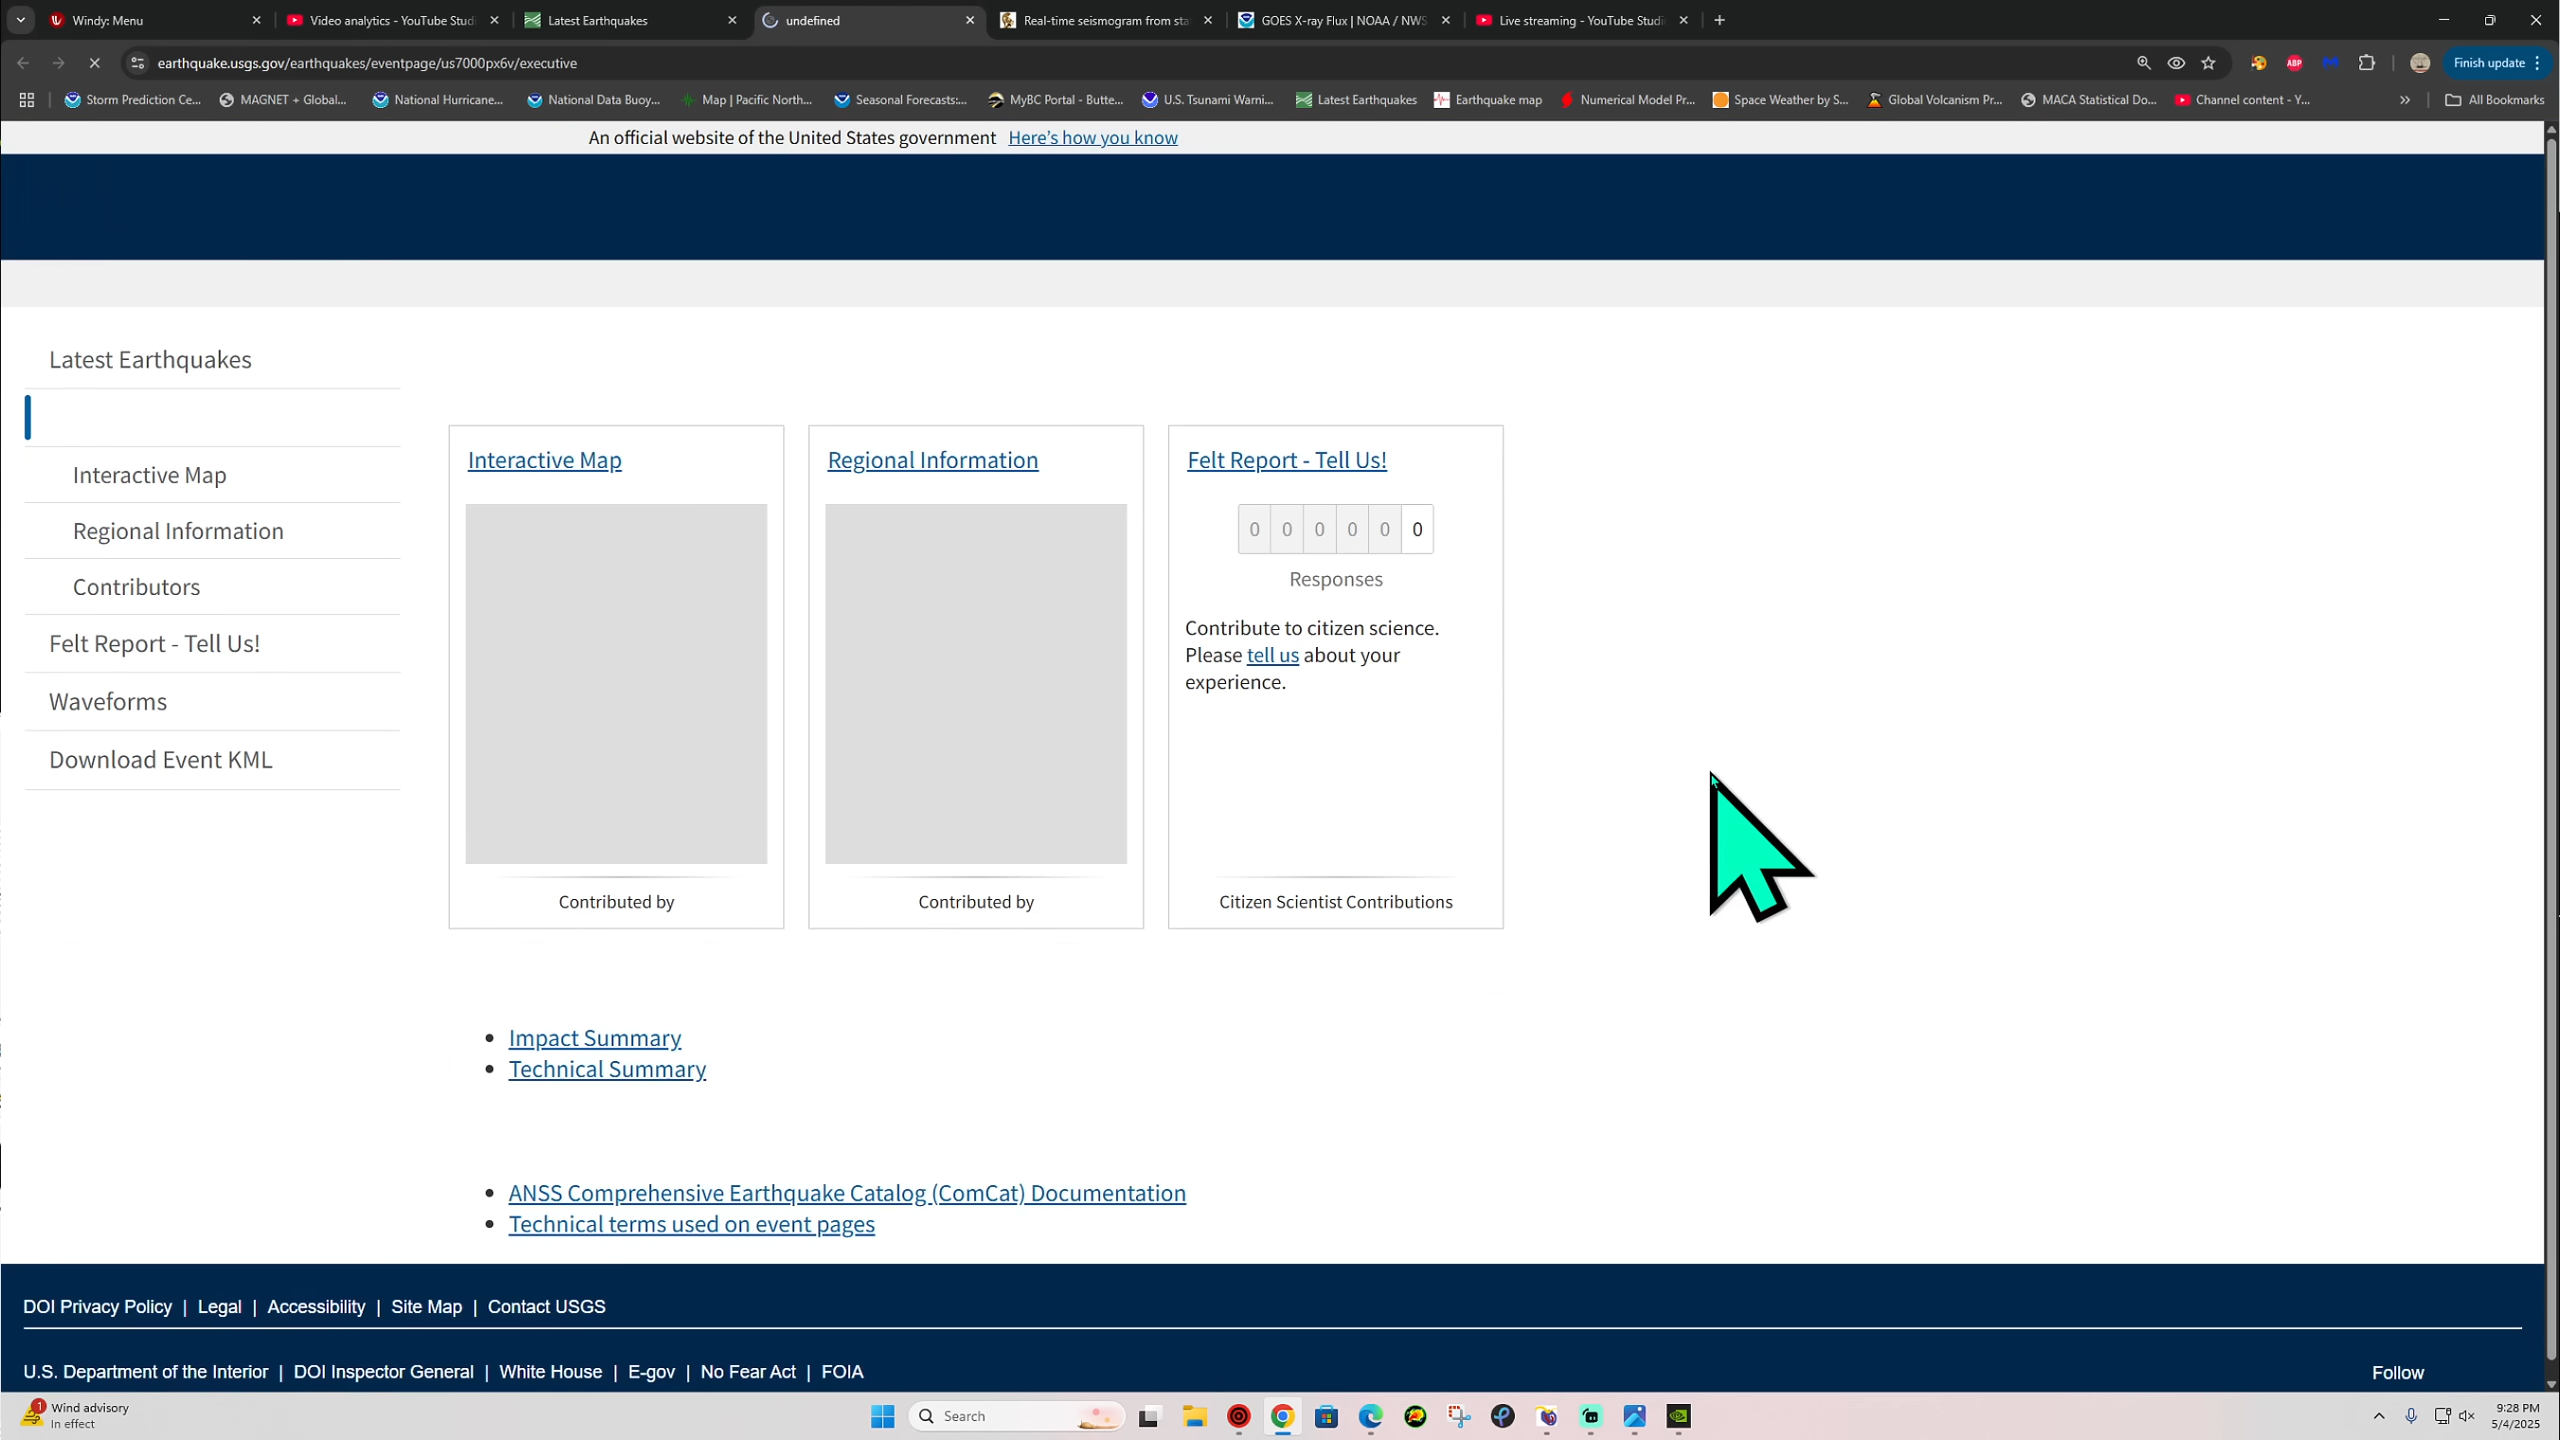 Windy: Menu
Video analytics - YouTube Studi
Latest Earthquakes
undefined
Real-time seismogram from sta
GOES X-ray Flux | NOAA / NWS
Live streaming - YouTube Studi
earthquake.usgs.gov/earthquakes/eventpage/us7000px6v/executive
ABP
Finish update
Storm Prediction Ce...
MAGNET + Global...
National Hurricane...
National Data Buoy...
Map | Pacific North...
Seasonal Forecasts:...
MyBC Portal - Butte...
U.S. Tsunami Warni...
Latest Earthquakes
Earthquake map
Numerical Model Pr...
Space Weather by S...
Global Volcanism Pr...
MACA Statistical Do...
Channel content - Y...
All Bookmarks
An official website of the United States government Here's how you know
Latest Earthquakes
Interactive Map
Regional Information
Contributors
Felt Report - Tell Us!
Waveforms
Download Event KML
Interactive Map
Contributed by
Regional Information
Contributed by
Felt Report - Tell Us!
0 0 0 0 0 0
Responses
Contribute to citizen science.
Please tell us about your
experience.
Citizen Scientist Contributions
Impact Summary
Technical Summary
ANSS Comprehensive Earthquake Catalog (ComCat) Documentation
Technical terms used on event pages
DOI Privacy Policy | Legal | Accessibility | Site Map | Contact USGS
U.S. Department of the Interior | DOI Inspector General | White House | E-gov | No Fear Act | FOIA
Follow
1
Wind advisory
In effect
Search
9:28 PM
5/4/2025